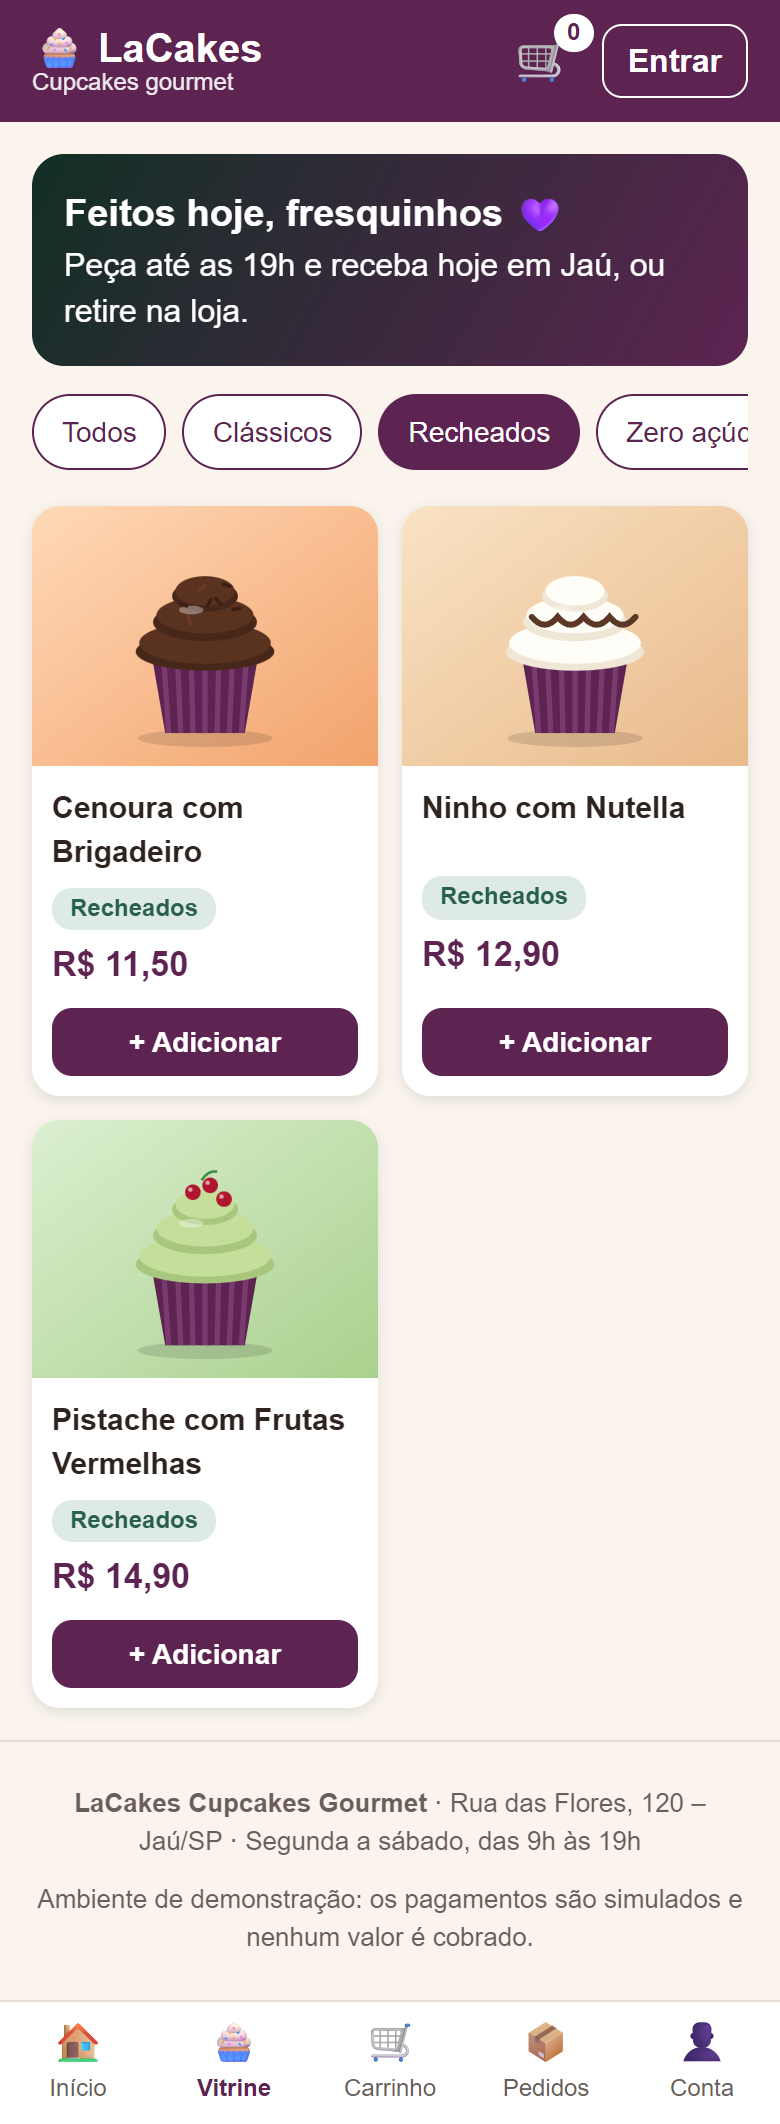 LaCakes
Cupcakes gourmet
0
Entrar
Feitos hoje, fresquinhos
Peça até as 19h e receba hoje em Jaú, ou
retire na loja.
Todos
Clássicos
Recheados
Zero açúc
Cenoura com
Brigadeiro
Recheados
R$ 11,50
+ Adicionar
Ninho com Nutella
Recheados
R$ 12,90
+ Adicionar
Pistache com Frutas
Vermelhas
Recheados
R$ 14,90
+ Adicionar
LaCakes Cupcakes Gourmet · Rua das Flores, 120 –
Jaú/SP · Segunda a sábado, das 9h às 19h
Ambiente de demonstração: os pagamentos são simulados e
nenhum valor é cobrado.
Início
Vitrine
Carrinho
Pedidos
Conta